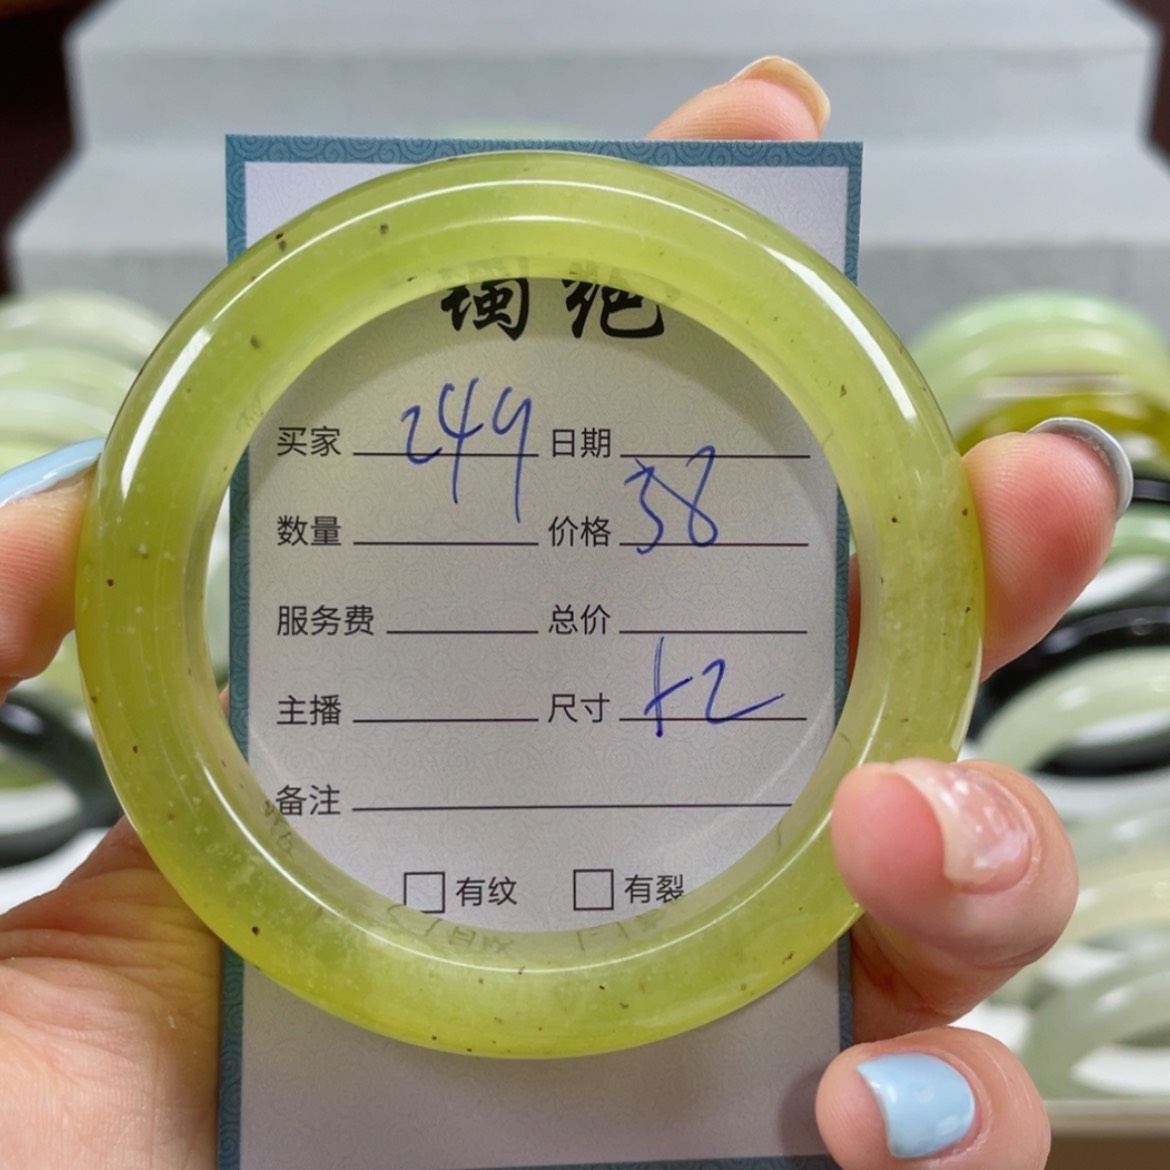 买家 249 日期
数量 价格 38
服务费 总价
主播 尺寸
备注
□ 有纹 □ 有裂